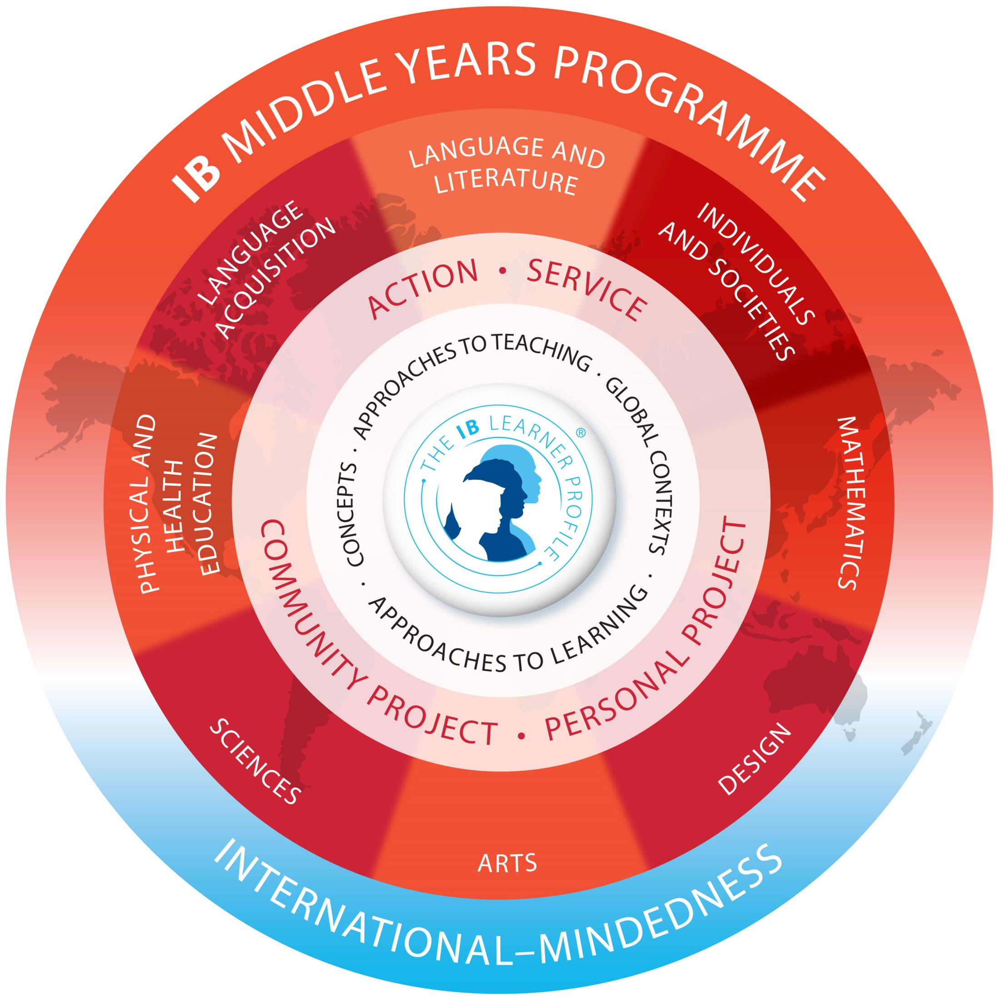 IB MIDDLE YEARS PROGRAMME
LANGUAGE AND
LITERATURE
INDIVIDUALS
AND SOCIETIES
MATHEMATICS
DESIGN
ARTS
SCIENCES
PHYSICAL AND
HEALTH
EDUCATION
LANGUAGE
ACQUISITION
ACTION • SERVICE
PERSONAL PROJECT •
COMMUNITY PROJECT
APPROACHES TO TEACHING · GLOBAL CONTEXTS ·
APPROACHES TO LEARNING ·
CONCEPTS ·
THE IB LEARNER PROFILE ®
INTERNATIONAL–MINDEDNESS